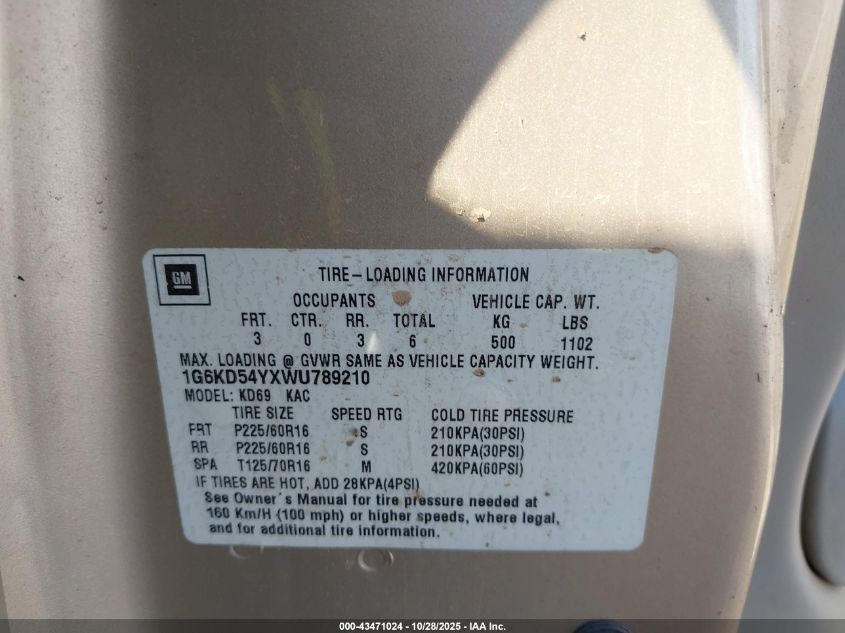 GM
TIRE-LOADING INFORMATION
OCCUPANTS VEHICLE CAP. WT.
FRT. CTR. RR. TOTAL KG LBS
3 0 3 6 500 1102
MAX. LOADING @ GVWR SAME AS VEHICLE CAPACITY WEIGHT.
1G6KD54YXWU789210
MODEL: KD69 KAC
TIRE SIZE SPEED RTG COLD TIRE PRESSURE
FRT P225/60R16 S 210KPA(30PSI)
RR P225/60R16 S 210KPA(30PSI)
SPA T125/70R16 M 420KPA(60PSI)
IF TIRES ARE HOT, ADD 28KPA(4PSI)
See Owner's Manual for tire pressure needed at
160 Km/H (100 mph) or higher speeds, where legal,
and for additional tire information.
000-43471024 | 10/28/2025 - IAA Inc.